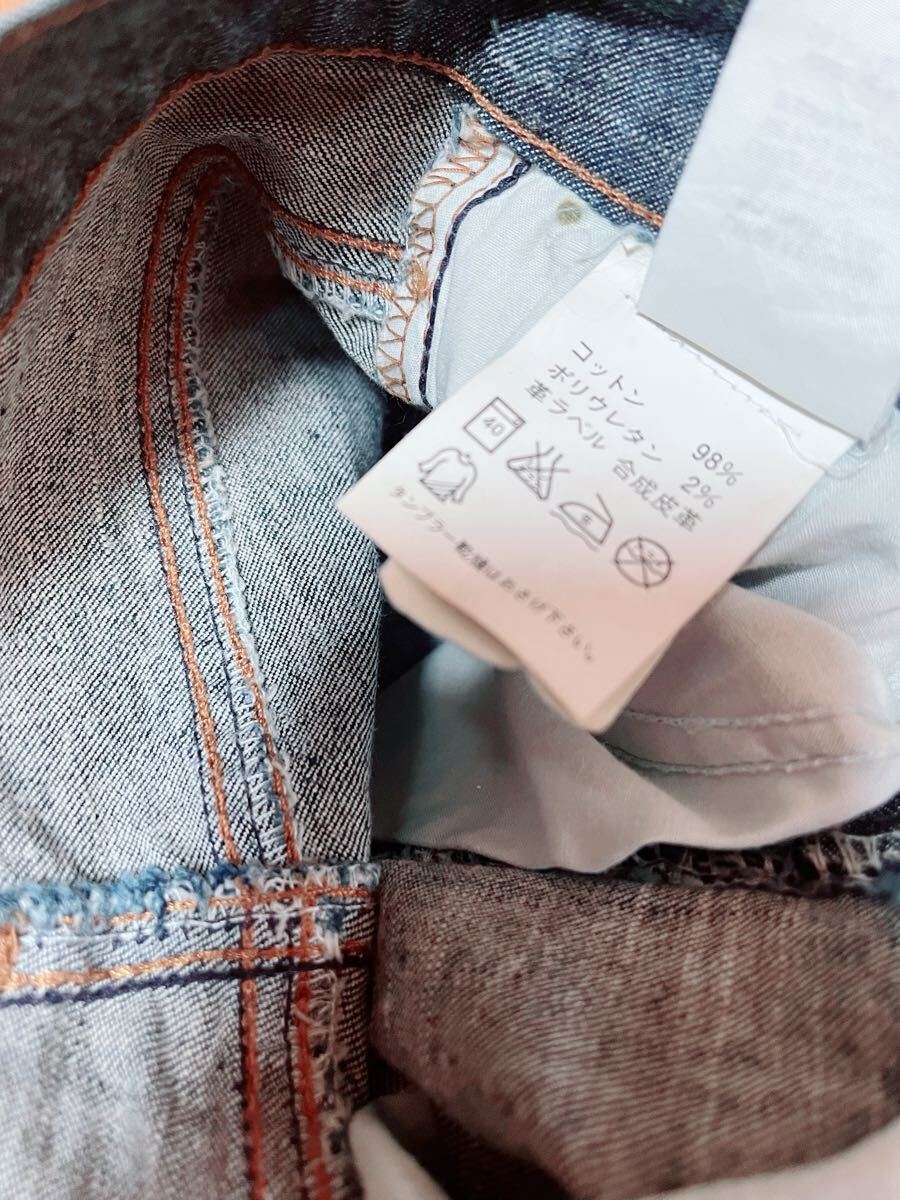 コットン 98%
ポリウレタン 2%
革ラベル 合成皮革
40
タンブラー乾燥はおさけ下さい。